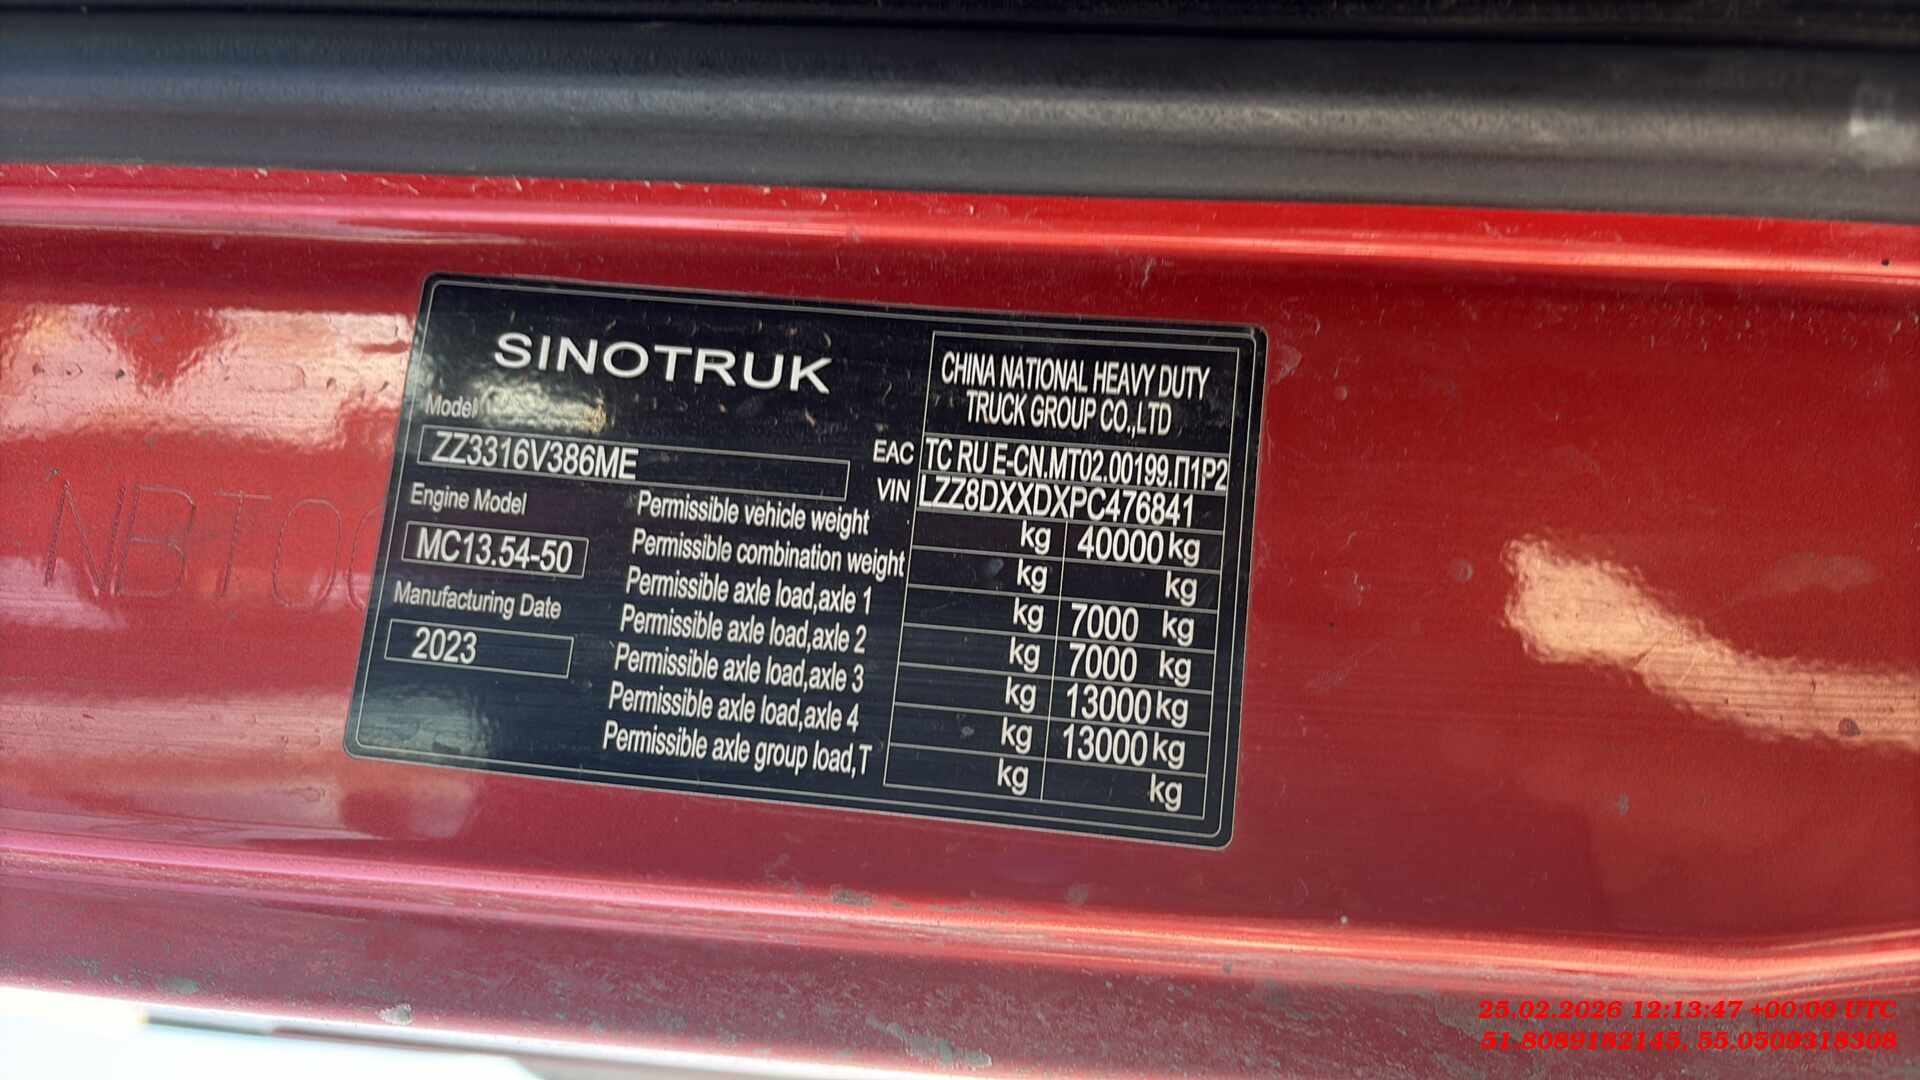 SINOTRUK
CHINA NATIONAL HEAVY DUTY
TRUCK GROUP CO.,LTD
Model
ZZ3316V386ME
EAC TC RU E-CN.MT02.00199.П1Р2
VIN LZZ8DXXDXPC476841
Engine Model
MC13.54-50
Manufacturing Date
2023
Permissible vehicle weight kg 40000 kg
Permissible combination weight kg kg
Permissible axle load,axle 1 kg 7000 kg
Permissible axle load,axle 2 kg 7000 kg
Permissible axle load,axle 3 kg 13000 kg
Permissible axle load,axle 4 kg 13000 kg
Permissible axle group load,T kg kg
NBT00
25.02.2026 12:13:47 +00:00 UTC
51.8089182145, 55.0509318308